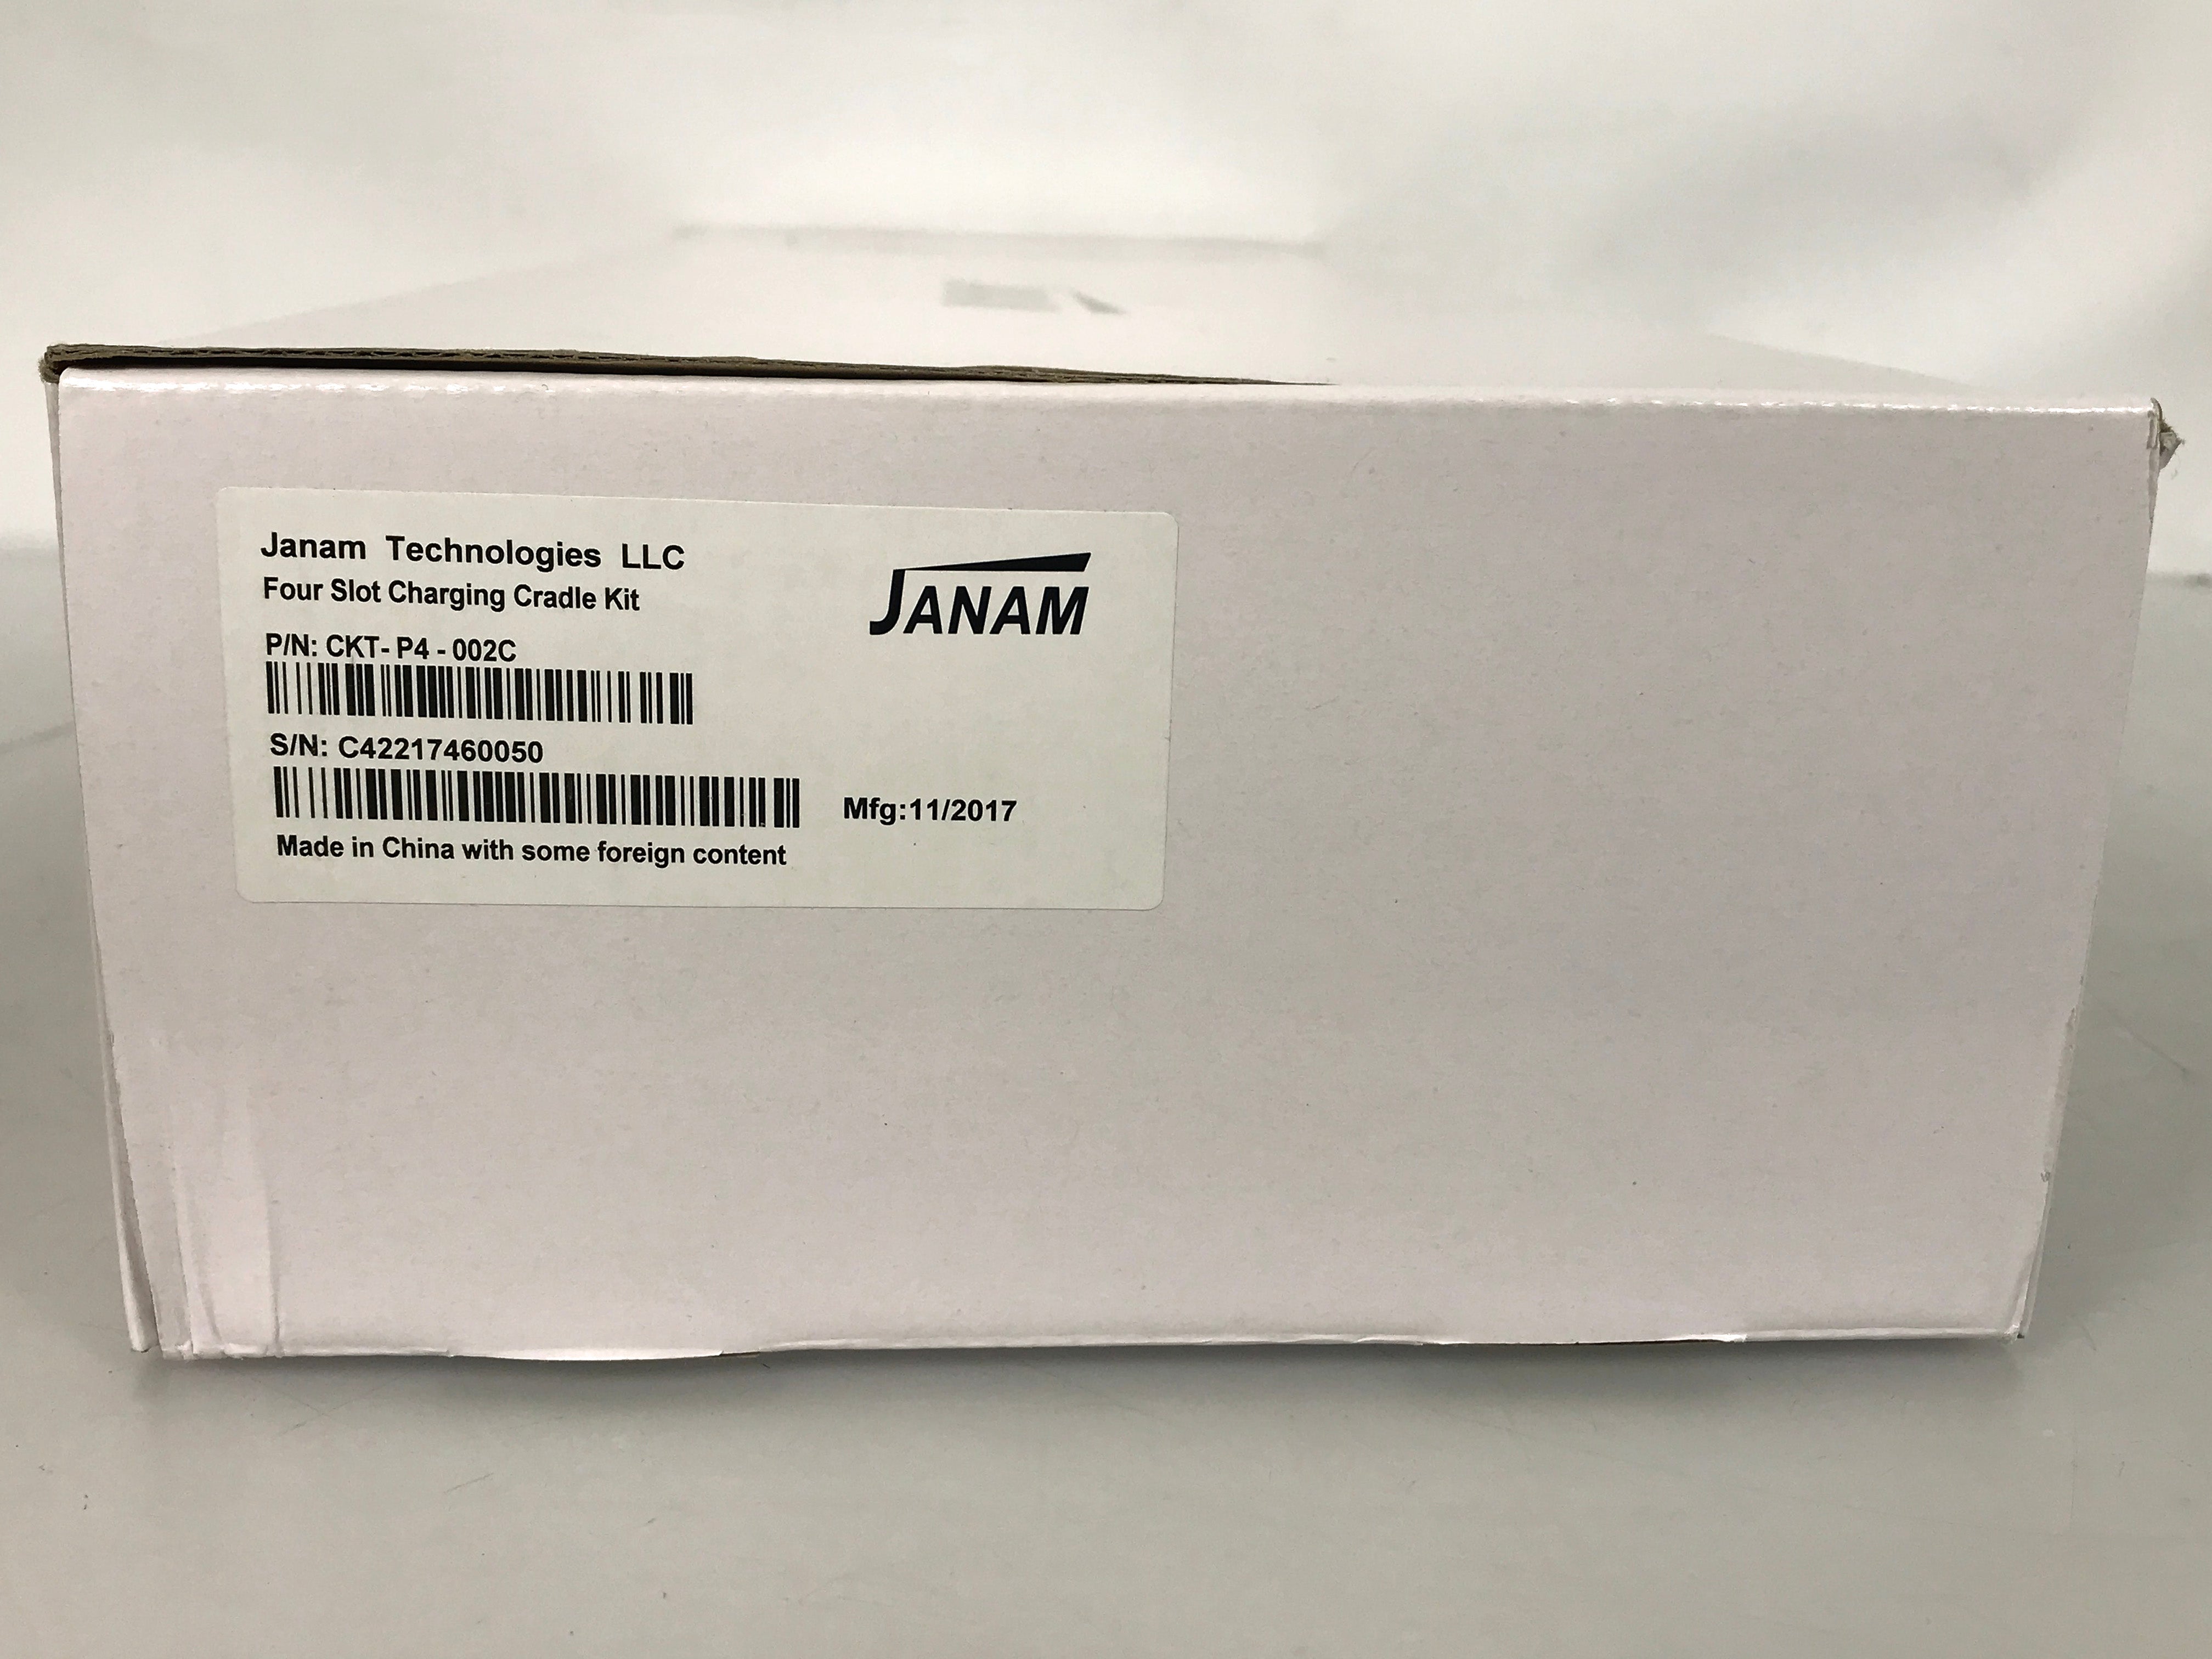 Janam Technologies LLC
Four Slot Charging Cradle Kit
JANAM
P/N: CKT- P4 - 002C
S/N: C42217460050
Mfg:11/2017
Made in China with some foreign content